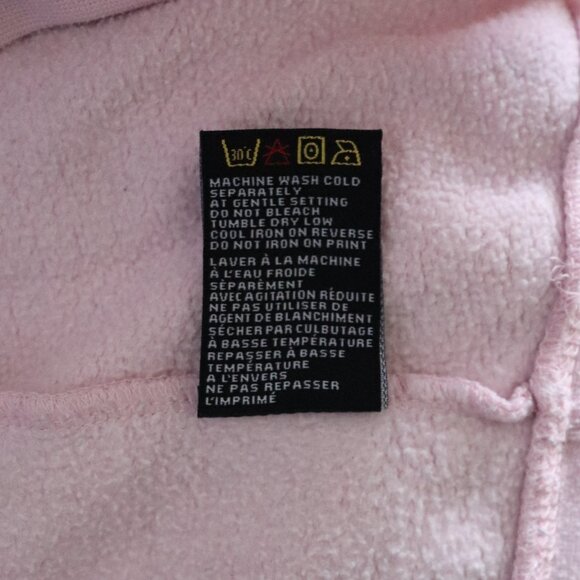 30°C
MACHINE WASH COLD
SEPARATELY
AT GENTLE SETTING
DO NOT BLEACH
TUMBLE DRY LOW
COOL IRON ON REVERSE
DO NOT IRON ON PRINT
LAVER À LA MACHINE
À L'EAU FROIDE
SÉPARÉMENT
AVEC AGITATION RÉDUITE
NE PAS UTILISER DE
AGENT DE BLANCHIMENT
SÉCHER PAR CULBUTAGE
À BASSE TEMPÉRATURE
REPASSER À BASSE
TEMPÉRATURE
A L'ENVERS
NE PAS REPASSER
L'IMPRIMÉ